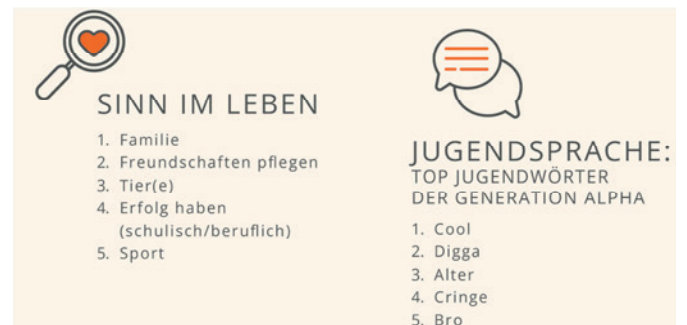 SINN IM LEBEN
1. Familie
2. Freundschaften pflegen
3. Tier(e)
4. Erfolg haben
(schulisch/beruflich)
5. Sport
JUGENDSPRACHE:
TOP JUGENDWÖRTER
DER GENERATION ALPHA
1. Cool
2. Digga
3. Alter
4. Cringe
5. Bro